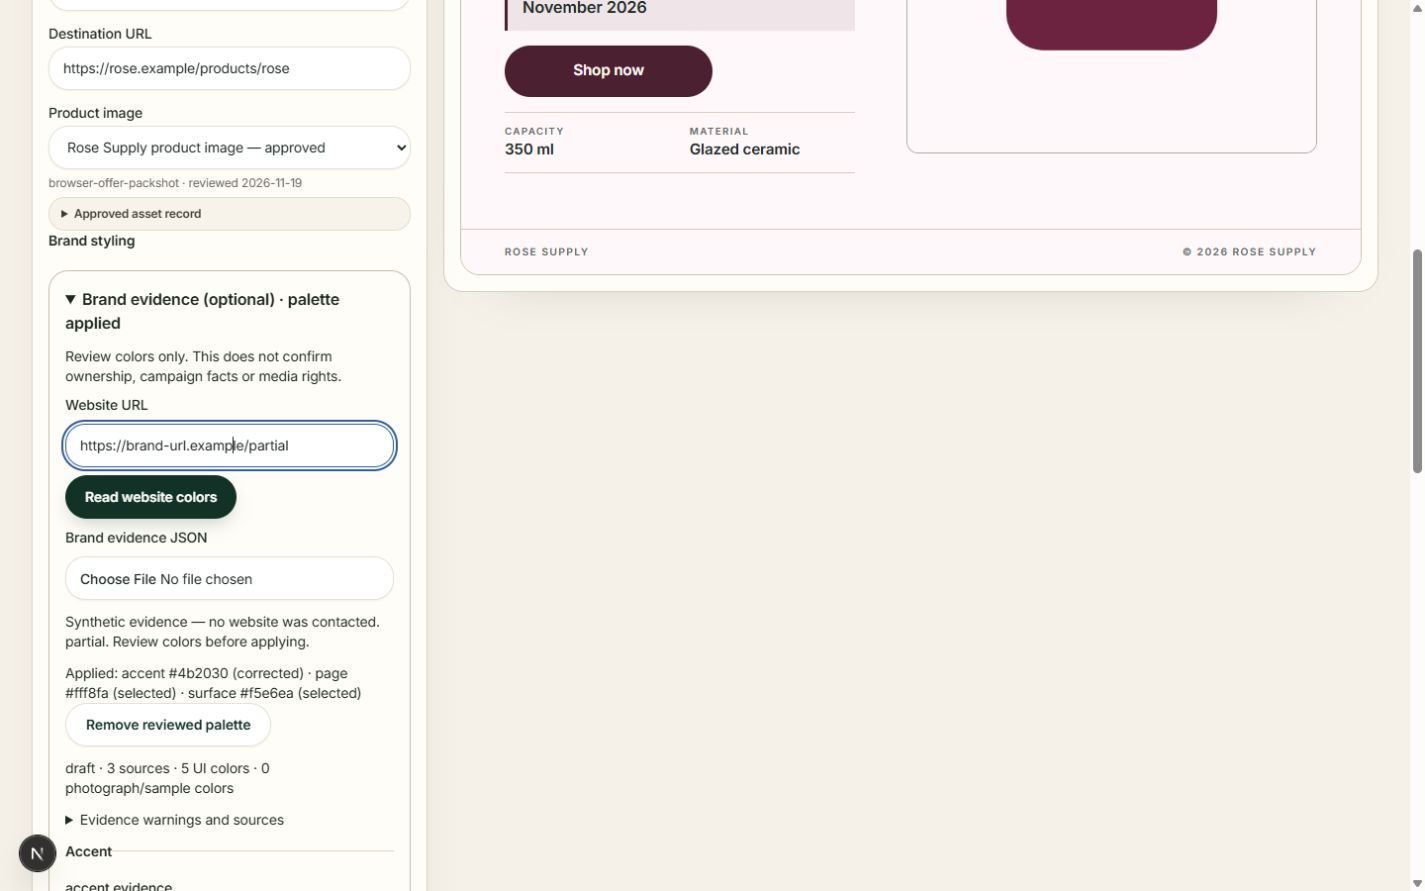 Destination URL
https://rose.example/products/rose
Product image
Rose Supply product image — approved
browser-offer-packshot · reviewed 2026-11-19
Approved asset record
Brand styling
Brand evidence (optional) · palette
applied
Review colors only. This does not confirm
ownership, campaign facts or media rights.
Website URL
https://brand-url.example/partial
Read website colors
Brand evidence JSON
Choose File No file chosen
Synthetic evidence — no website was contacted.
partial. Review colors before applying.
Applied: accent #4b2030 (corrected) · page
#fff8fa (selected) · surface #f5e6ea (selected)
Remove reviewed palette
draft · 3 sources · 5 UI colors · 0
photograph/sample colors
Evidence warnings and sources
N
Accent
accent evidence
November 2026
Shop now
CAPACITY
350 ml
MATERIAL
Glazed ceramic
ROSE SUPPLY
© 2026 ROSE SUPPLY